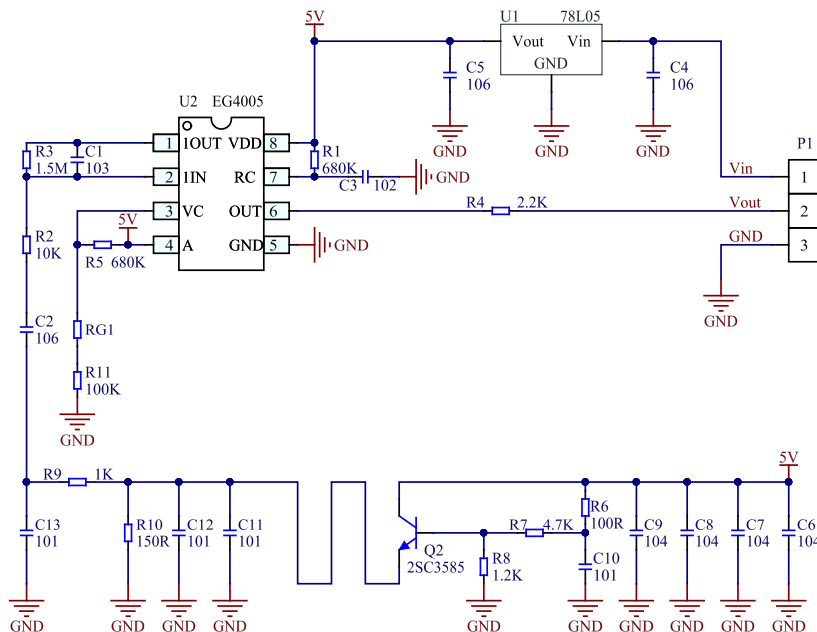 5V
U1 78L05
Vout Vin
GND
C5
106
C4
106
GND
GND
GND
U2 EG4005
1 1OUT VDD 8
2 1IN RC 7
3 VC OUT 6
4 A GND 5
R3
1.5M
C1
103
R1
680K
C3 102
GND
P1
Vin
1
R4 2.2K
Vout
2
GND
3
GND
5V
R5 680K
GND
R2
10K
C2
106
RG1
R11
100K
GND
R9 1K
5V
C13
101
R10
150R
C12
101
C11
101
Q2
2SC3585
R7 4.7K
R8
1.2K
R6
100R
C10
101
C9
104
C8
104
C7
104
C6
104
GND
GND
GND
GND
GND
GND
GND
GND
GND
GND